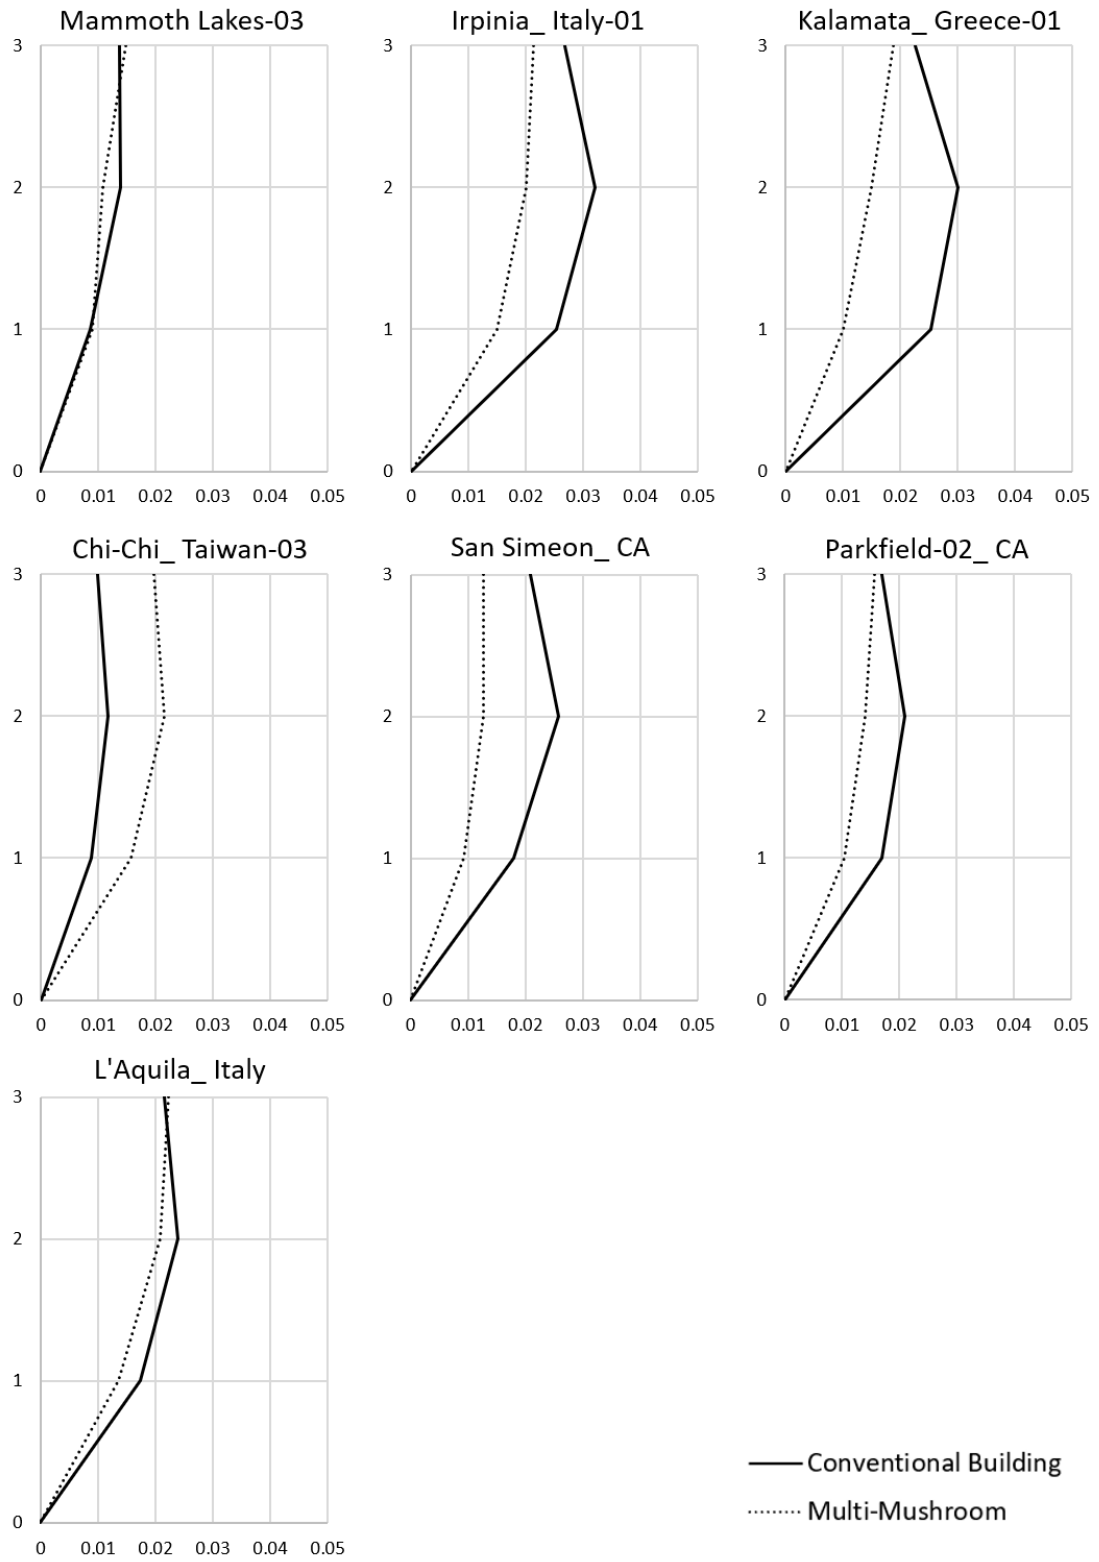 Mammoth Lakes-03
3
2
1
0
0 0.01 0.02 0.03 0.04 0.05
Irpinia_ Italy-01
3
2
1
0
0 0.01 0.02 0.03 0.04 0.05
Kalamata_ Greece-01
3
2
1
0
0 0.01 0.02 0.03 0.04 0.05
Chi-Chi_ Taiwan-03
3
2
1
0
0 0.01 0.02 0.03 0.04 0.05
San Simeon_ CA
3
2
1
0
0 0.01 0.02 0.03 0.04 0.05
Parkfield-02_ CA
3
2
1
0
0 0.01 0.02 0.03 0.04 0.05
L'Aquila_ Italy
3
2
1
0
0 0.01 0.02 0.03 0.04 0.05
Conventional Building
Multi-Mushroom